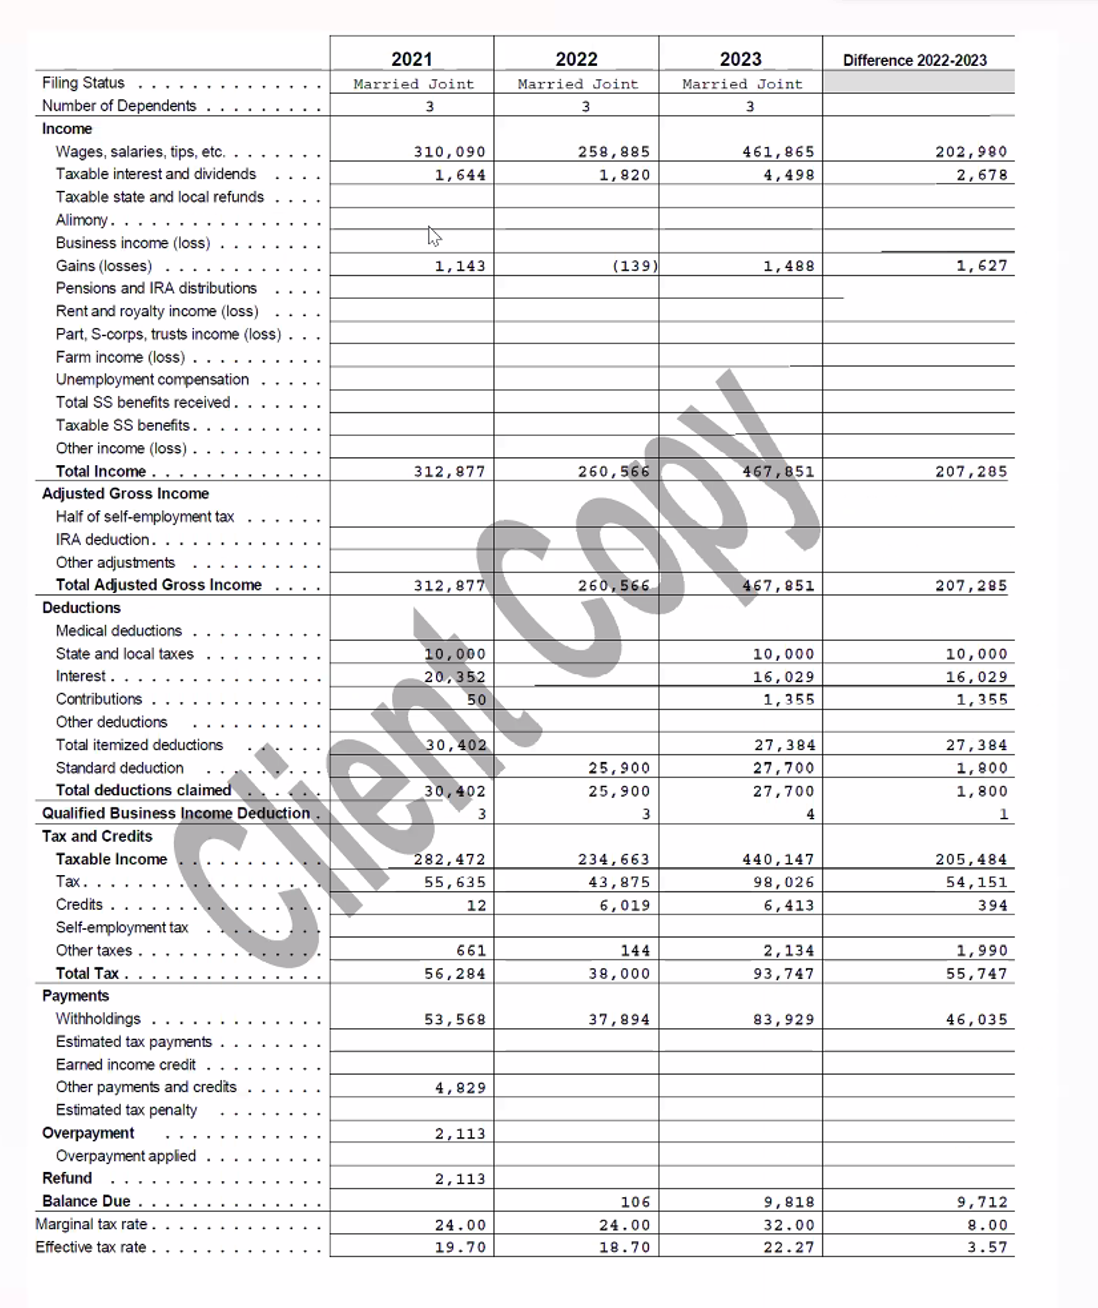 2021 2022 2023 Difference 2022-2023
Filing Status . . . . . . . . . . . . . . Married Joint Married Joint Married Joint
Number of Dependents . . . . . . . . . 3 3 3
Income
Wages, salaries, tips, etc. . . . . . . . 310,090 258,885 461,865 202,980
Taxable interest and dividends . . . . 1,644 1,820 4,498 2,678
Taxable state and local refunds . . . .
Alimony . . . . . . . . . . . . . . . .
Business income (loss) . . . . . . . .
Gains (losses) . . . . . . . . . . . . 1,143 (139) 1,488 1,627
Pensions and IRA distributions . . . .
Rent and royalty income (loss) . . . .
Part, S-corps, trusts income (loss) . . .
Farm income (loss) . . . . . . . . . .
Unemployment compensation . . . . .
Total SS benefits received . . . . . . .
Taxable SS benefits . . . . . . . . . .
Other income (loss) . . . . . . . . . .
Total Income . . . . . . . . . . . . . 312,877 260,566 467,851 207,285
Adjusted Gross Income
Half of self-employment tax . . . . . .
IRA deduction . . . . . . . . . . . . .
Other adjustments . . . . . . . . . .
Total Adjusted Gross Income . . . . 312,877 260,566 467,851 207,285
Deductions
Medical deductions . . . . . . . . . .
State and local taxes . . . . . . . . . 10,000 10,000 10,000
Interest . . . . . . . . . . . . . . . . 20,352 16,029 16,029
Contributions . . . . . . . . . . . . . 50 1,355 1,355
Other deductions . . . . . . . . . .
Total itemized deductions . . . . . . 30,402 27,384 27,384
Standard deduction . . . . . . . . . 25,900 27,700 1,800
Total deductions claimed . . . . . . 30,402 25,900 27,700 1,800
Qualified Business Income Deduction . 3 3 4 1
Tax and Credits
Taxable Income . . . . . . . . . . . 282,472 234,663 440,147 205,484
Tax . . . . . . . . . . . . . . . . . . 55,635 43,875 98,026 54,151
Credits . . . . . . . . . . . . . . . . 12 6,019 6,413 394
Self-employment tax . . . . . . . . .
Other taxes . . . . . . . . . . . . . . 661 144 2,134 1,990
Total Tax . . . . . . . . . . . . . . . 56,284 38,000 93,747 55,747
Payments
Withholdings . . . . . . . . . . . . . 53,568 37,894 83,929 46,035
Estimated tax payments . . . . . . . .
Earned income credit . . . . . . . . .
Other payments and credits . . . . . . 4,829
Estimated tax penalty . . . . . . . .
Overpayment . . . . . . . . . . . . 2,113
Overpayment applied . . . . . . . . .
Refund . . . . . . . . . . . . . . . . 2,113
Balance Due . . . . . . . . . . . . . . 106 9,818 9,712
Marginal tax rate . . . . . . . . . . . . . 24.00 24.00 32.00 8.00
Effective tax rate . . . . . . . . . . . . . 19.70 18.70 22.27 3.57
Client Copy